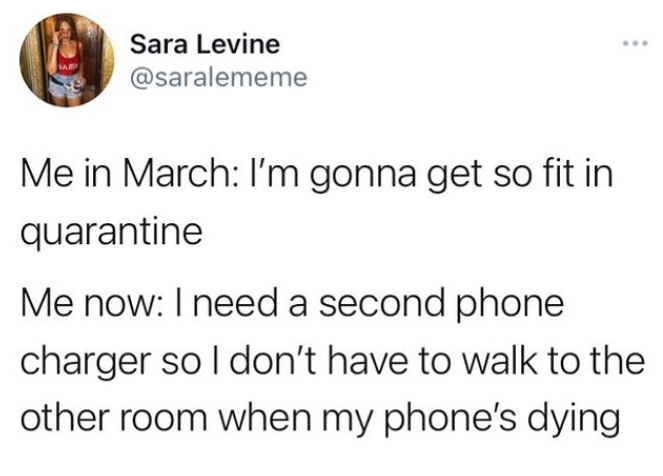 Sara Levine
@saralememe
Me in March: I’m gonna get so fit in
quarantine
Me now: I need a second phone
charger so I don’t have to walk to the
other room when my phone’s dying